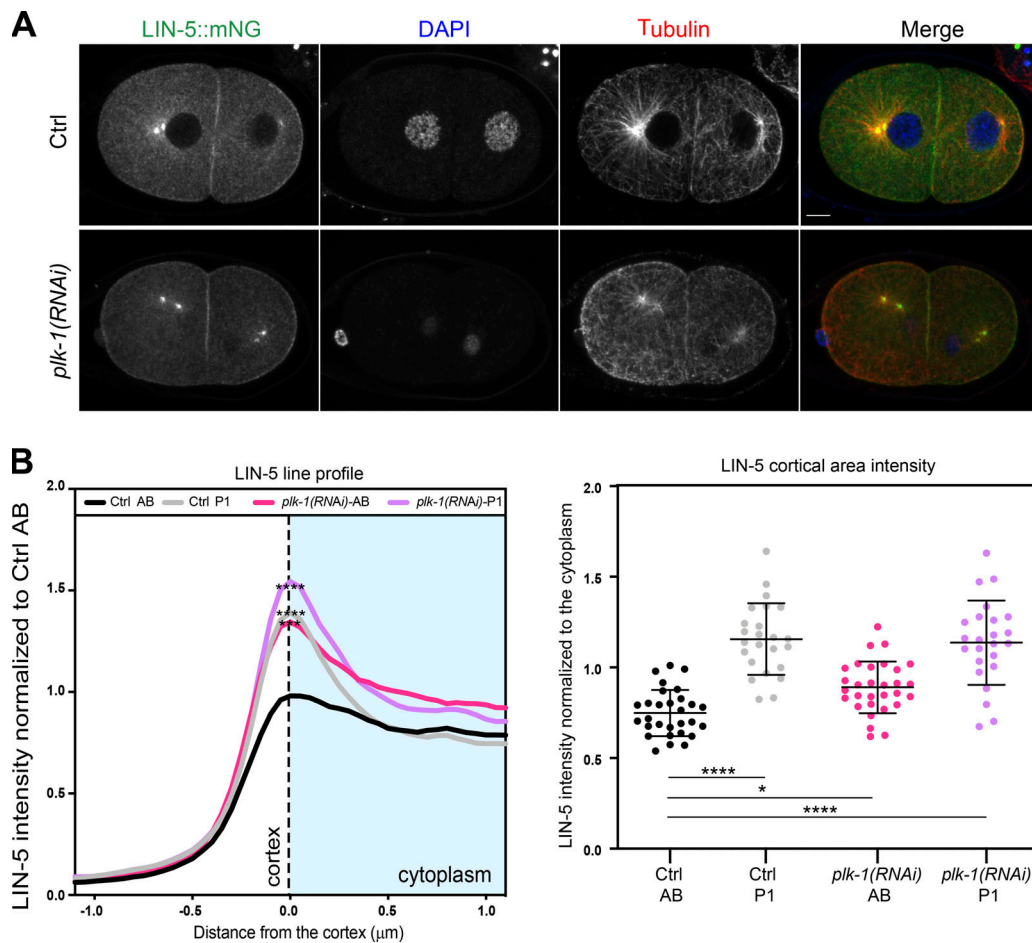 A
LIN-5::mNG DAPI Tubulin Merge
Ctrl
plk-1(RNAi)
B
LIN-5 line profile
Ctrl AB Ctrl P1 plk-1(RNAi)-AB plk-1(RNAi)-P1
LIN-5 intensity normalized to Ctrl AB
2.0
1.5
1.0
0.5
0.0
****
****
***
cortex
cytoplasm
-1.0 -0.5 0.0 0.5 1.0
Distance from the cortex (µm)
LIN-5 cortical area intensity
LIN-5 intensity normalized to the cytoplasm
2.0
1.5
1.0
0.5
0.0
****
*
****
Ctrl AB
Ctrl P1
plk-1(RNAi) AB
plk-1(RNAi) P1